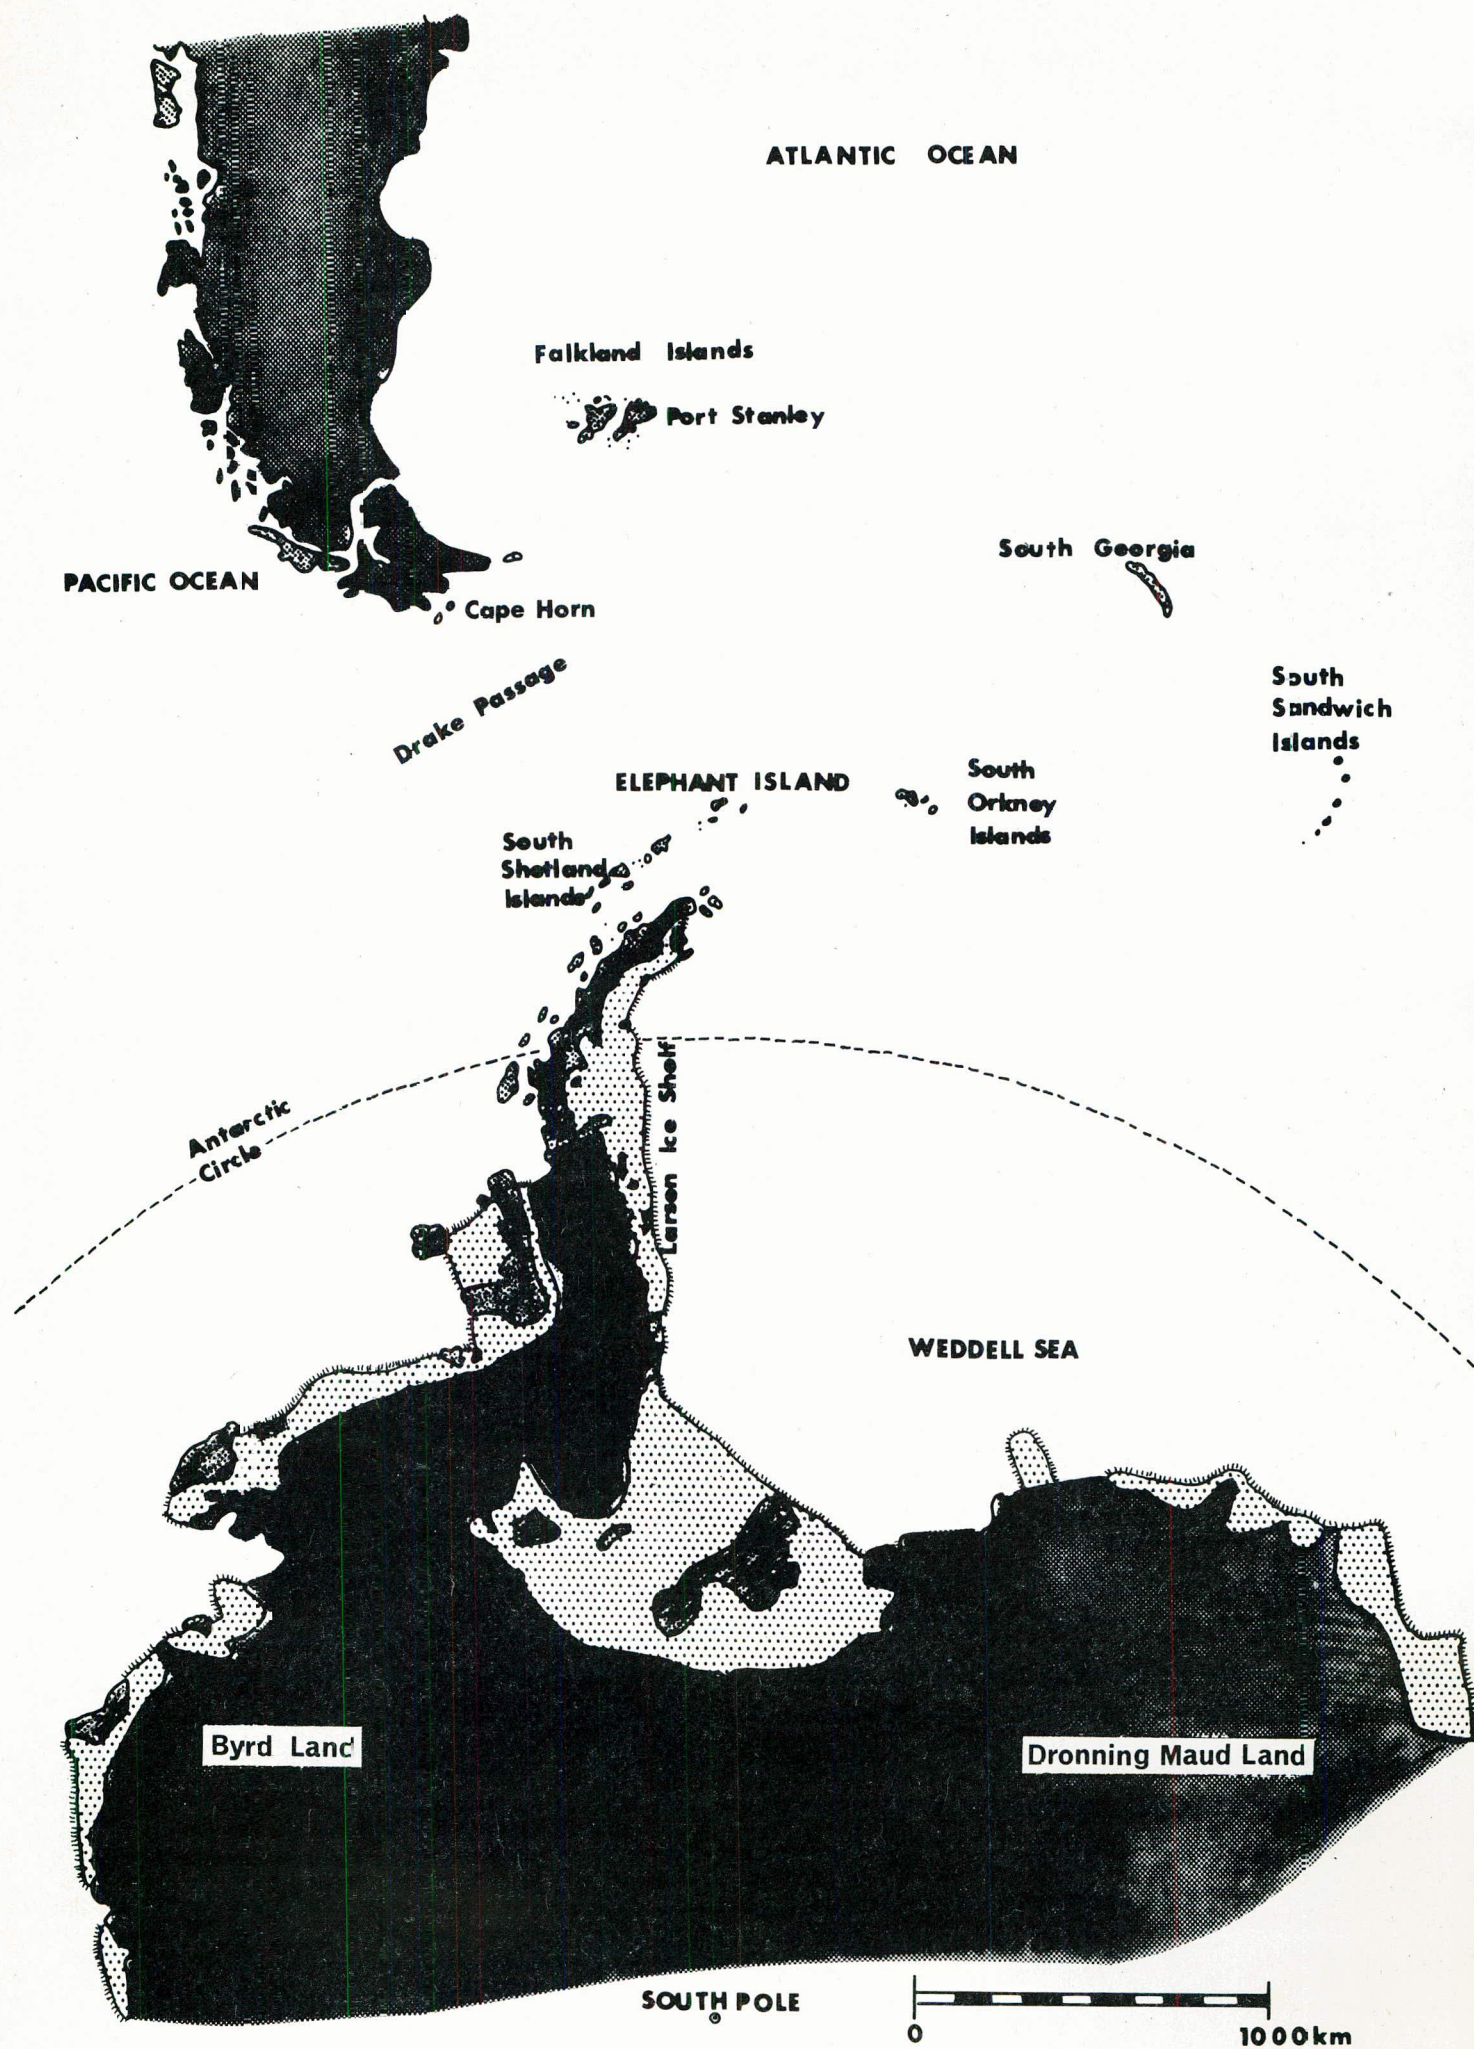 ATLANTIC OCEAN
Falkland Islands
Port Stanley
South Georgia
PACIFIC OCEAN
Cape Horn
Drake Passage
South
Sandwich
Islands
ELEPHANT ISLAND
South
Orkney
Islands
South
Shetland
Islands
Antarctic
Circle
Larsen Ice Shelf
WEDDELL SEA
Byrd Land
Dronning Maud Land
SOUTH POLE
0
1000km